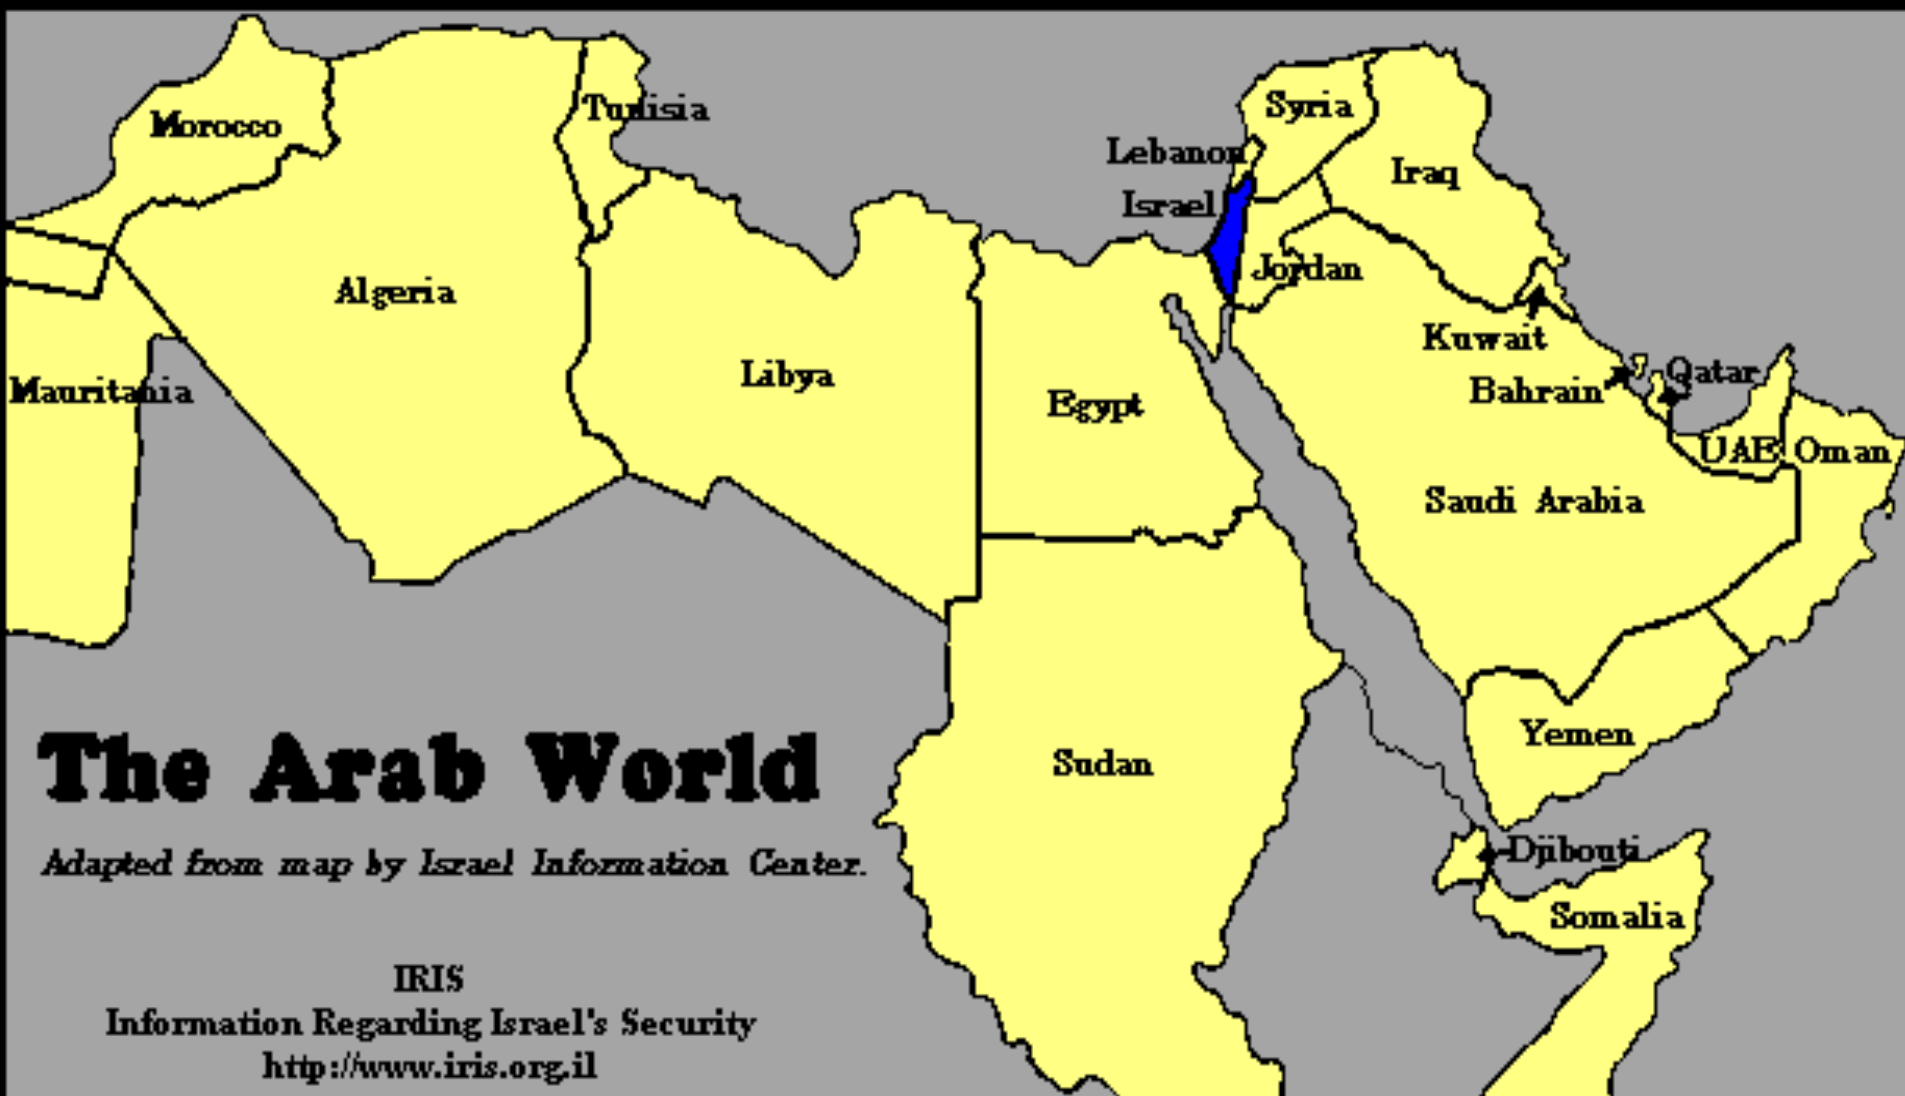 Morocco
Tunisia
Syria
Lebanon
Iraq
Israel
Jordan
Algeria
Kuwait
Libya
Qatar
Mauritania
Bahrain
Egypt
UAE
Oman
Saudi Arabia
Yemen
Sudan
The Arab World
Djibouti
Adapted from map by Israel Information Center.
Somalia
IRIS
Information Regarding Israel's Security
http://www.iris.org.il